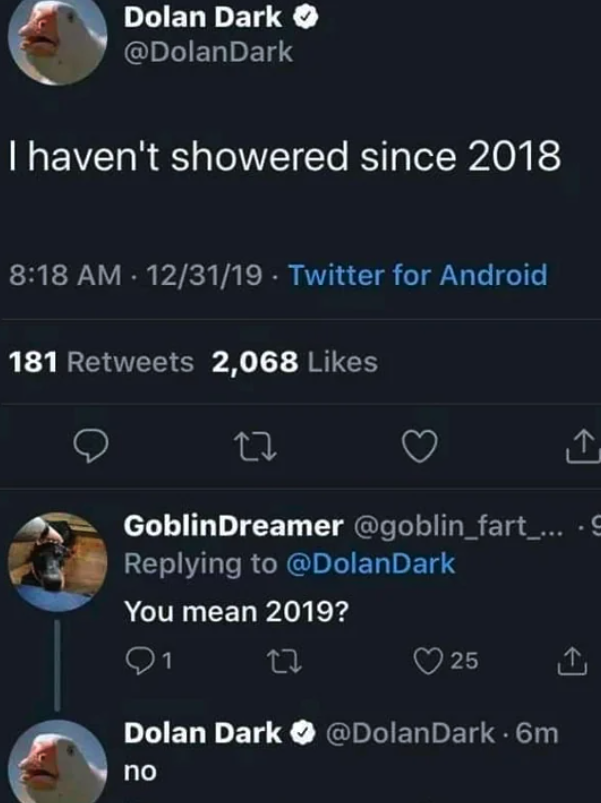 Dolan Dark
@DolanDark
I haven't showered since 2018
8:18 AM · 12/31/19 · Twitter for Android
181 Retweets 2,068 Likes
GoblinDreamer @goblin_fart_... · 9
Replying to @DolanDark
You mean 2019?
1 25
Dolan Dark @DolanDark · 6m
no